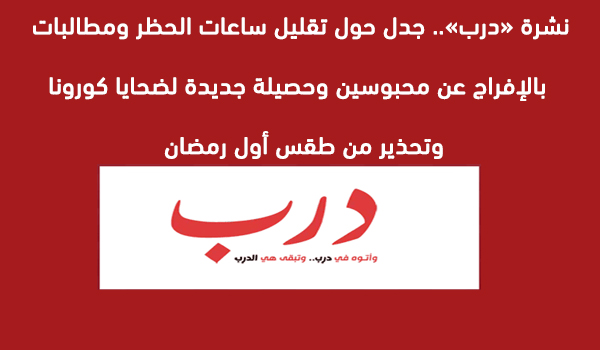 نشرة «درب».. جدل حول تقليل ساعات الحظر ومطالبات
بالإفراج عن محبوسين وحصيلة جديدة لضحايا كورونا
وتحذير من طقس أول رمضان
درب
وأتوه في درب.. وتبقى هي الدرب